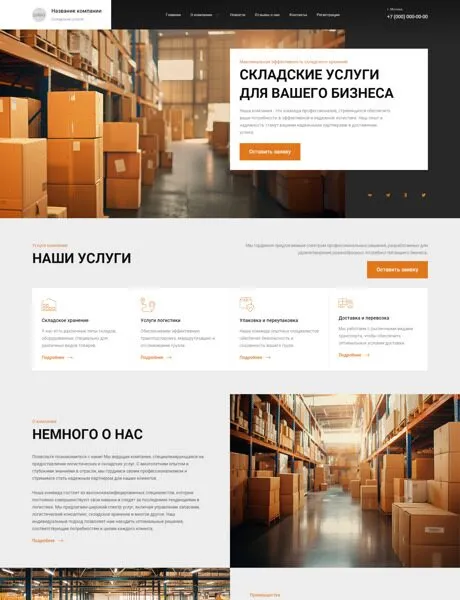 Название компании
Складские услуги
Главная
О компании
Новости
Отзывы о нас
Контакты
Регистрация
г. Москва
+7 (000) 000-00-00
Максимальная эффективность складского хранения
СКЛАДСКИЕ УСЛУГИ
ДЛЯ ВАШЕГО БИЗНЕСА
Наша компания - это команда профессионалов, стремящихся обеспечить
ваши потребности в эффективной и надежной логистике. Наш опыт и
надежность станут вашими надежными партнерами в достижении
успеха.
Оставить заявку
Услуги компании
НАШИ УСЛУГИ
Мы гордимся предлагаемым спектром профессиональных решений, разработанных для
удовлетворения разнообразных потребностей вашего бизнеса.
Оставить заявку
Складское хранение
У нас есть различные типы складов,
оборудованных специально для
различных видов товаров.
Подробнее
Услуги логистики
Обеспечиваем эффективную
транспортировку, маршрутизацию и
отслеживание грузов.
Подробнее
Упаковка и переупаковка
Наша команда опытных специалистов
обеспечит безопасность и
сохранность вашего груза.
Подробнее
Доставка и перевозка
Мы работаем с различными видами
транспорта, чтобы обеспечить
оптимальные условия доставки.
Подробнее
О компании
НЕМНОГО О НАС
Позвольте познакомиться с нами! Мы ведущая компания, специализирующаяся на
предоставлении логистических и складских услуг. С многолетним опытом и
глубокими знаниями в отрасли, мы гордимся своим профессионализмом и
стремимся стать надежным партнером для наших клиентов.
Наша команда состоит из высококвалифицированных специалистов, которые
постоянно совершенствуют свои навыки и следят за последними тенденциями в
логистике. Мы предлагаем широкий спектр услуг, включая управление запасами,
логистический консалтинг, складское хранение и многое другое. Наш
индивидуальный подход позволяет нам находить оптимальные решения,
соответствующие потребностям и целям каждого клиента.
Подробнее
Преимущества